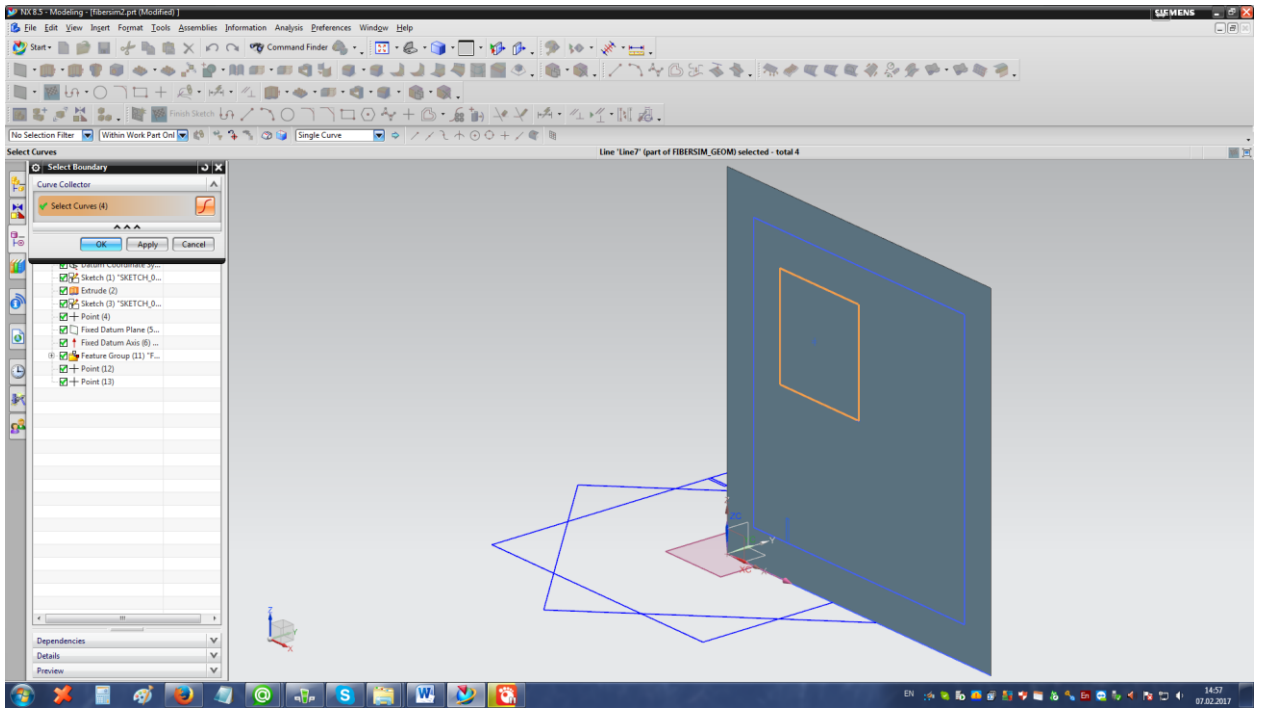 NX 8.5 - Modeling - [fibersim2.prt (Modified) ]
SIEMENS
File Edit View Insert Format Tools Assemblies Information Analysis Preferences Window Help
Start
Command Finder
Finish Sketch
No Selection Filter
Within Work Part Onl
Single Curve
Select Curves
Line 'Line7' (part of FIBERSIM_GEOM) selected - total 4
Select Boundary
Curve Collector
Select Curves (4)
OK Apply Cancel
Datum Coordinate Sy...
Sketch (1) "SKETCH_0...
Extrude (2)
Sketch (3) "SKETCH_0...
Point (4)
Fixed Datum Plane (5...
Fixed Datum Axis (6) ...
Feature Group (11) "F...
Point (12)
Point (13)
ZC
Y
XC
Z
Y
X
Dependencies
Details
Preview
EN
14:57
07.02.2017